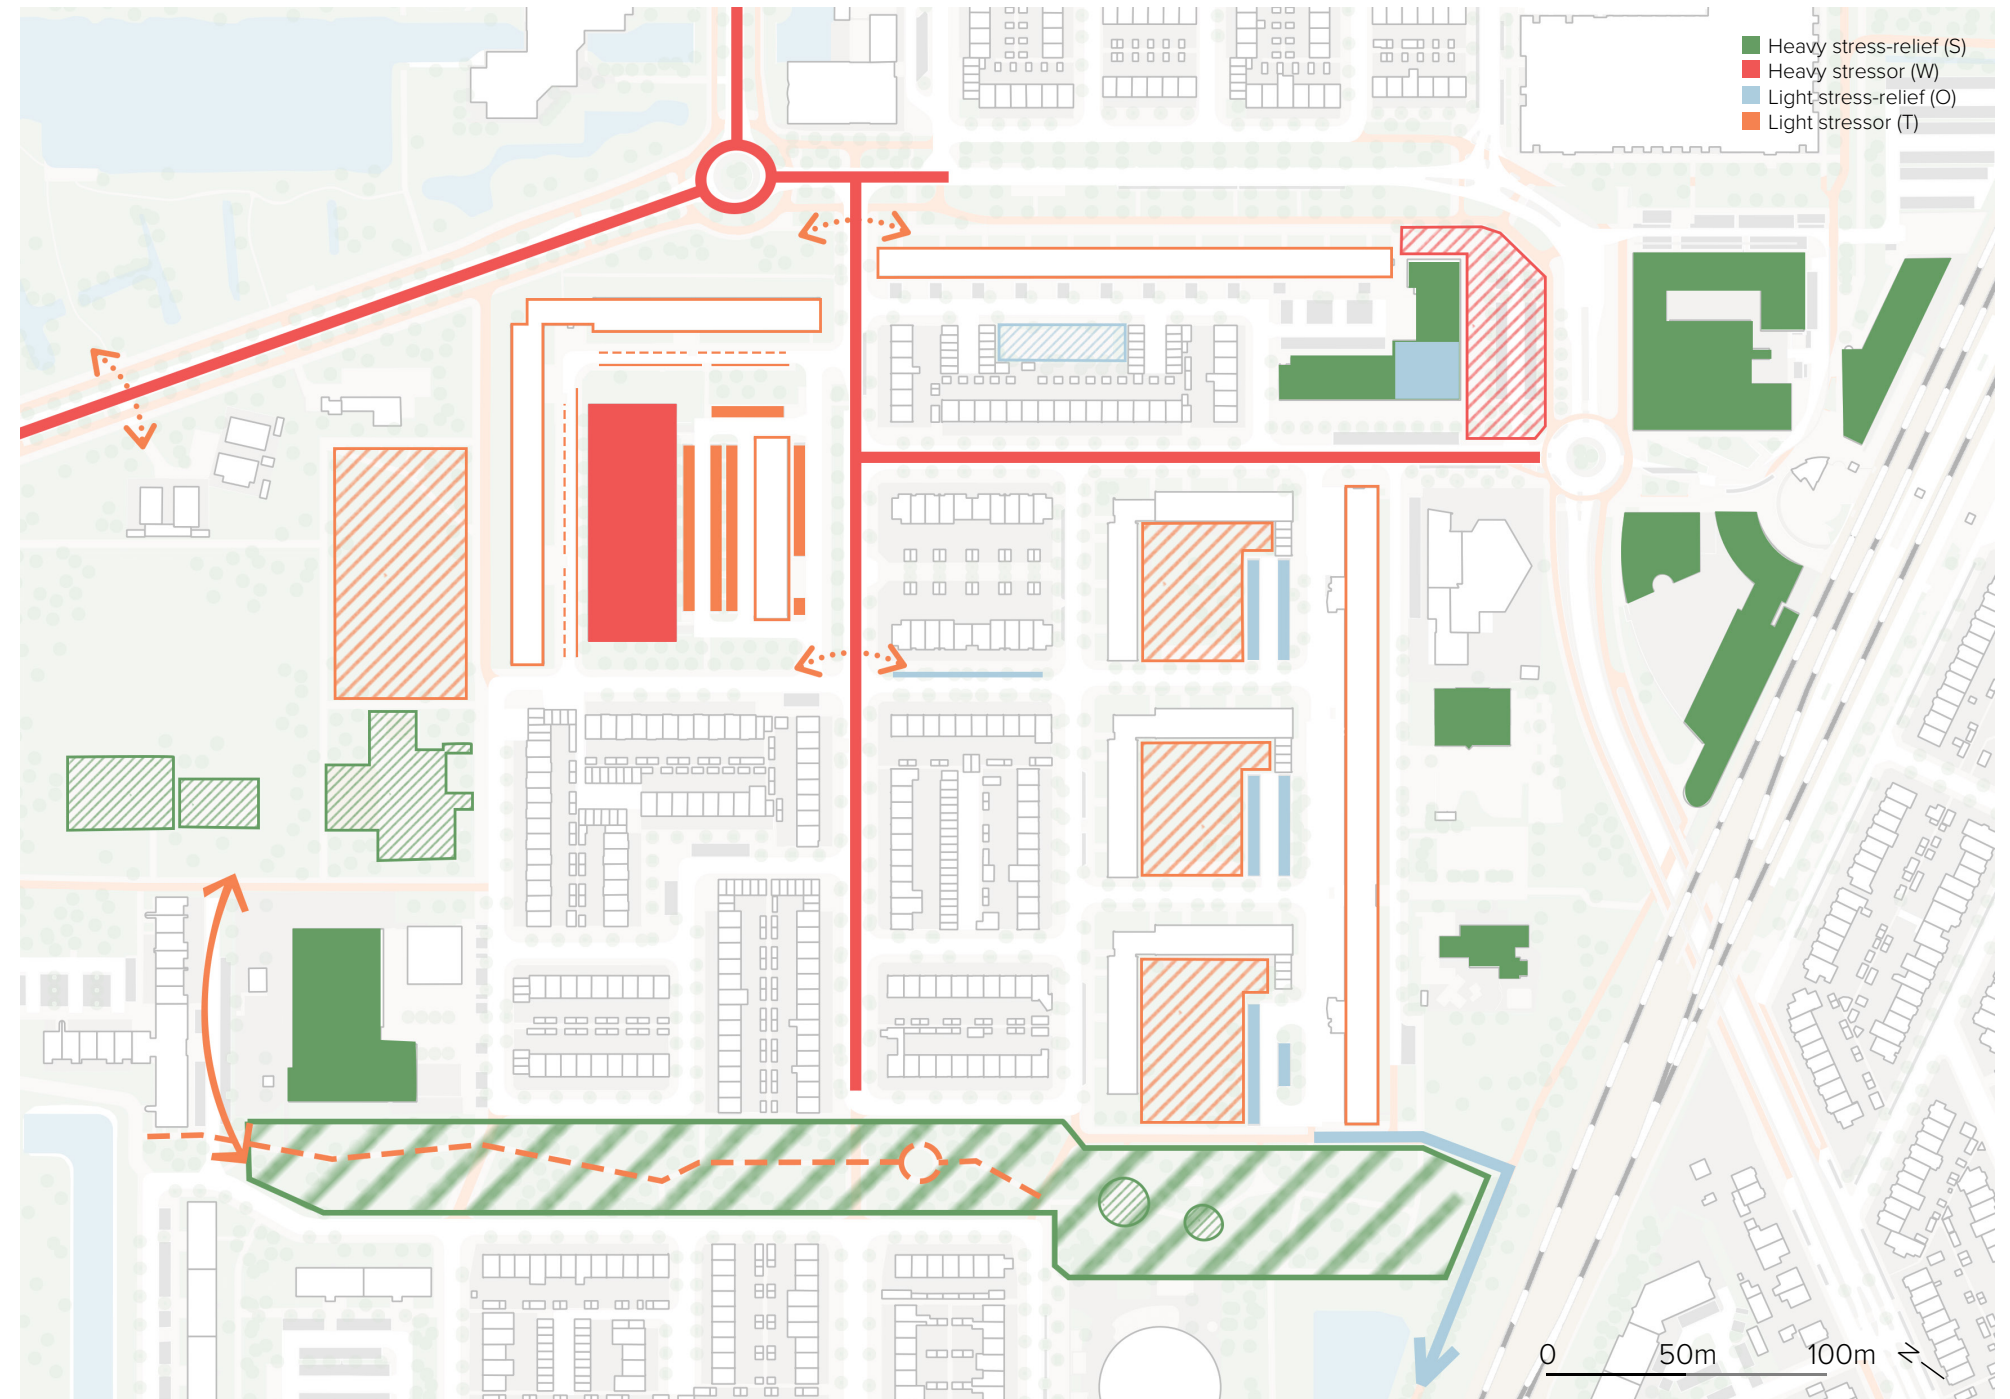 Heavy stress-relief (S)
Heavy stressor (W)
Light stress-relief (O)
Light stressor (T)
0 50m 100m N